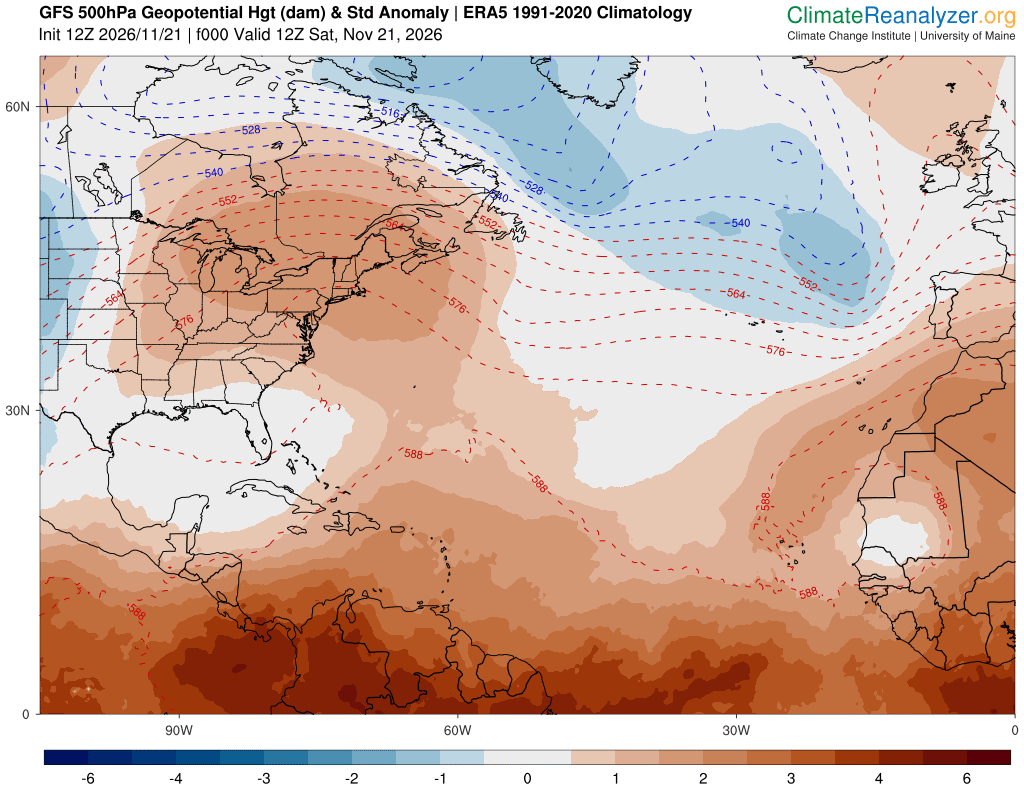 GFS 500hPa Geopotential Hgt (dam) & Std Anomaly | ERA5 1991-2020 Climatology
ClimateReanalyzer.org
Init 12Z 2026/11/21 | f000 Valid 12Z Sat, Nov 21, 2026
Climate Change Institute | University of Maine
60N
516
528
540
528
540
552
552
564
540
564
576
576
552
564
576
30N
588
588
588
588
588
588
0
90W
60W
30W
0
-6 -4 -3 -2 -1 0 1 2 3 4 6